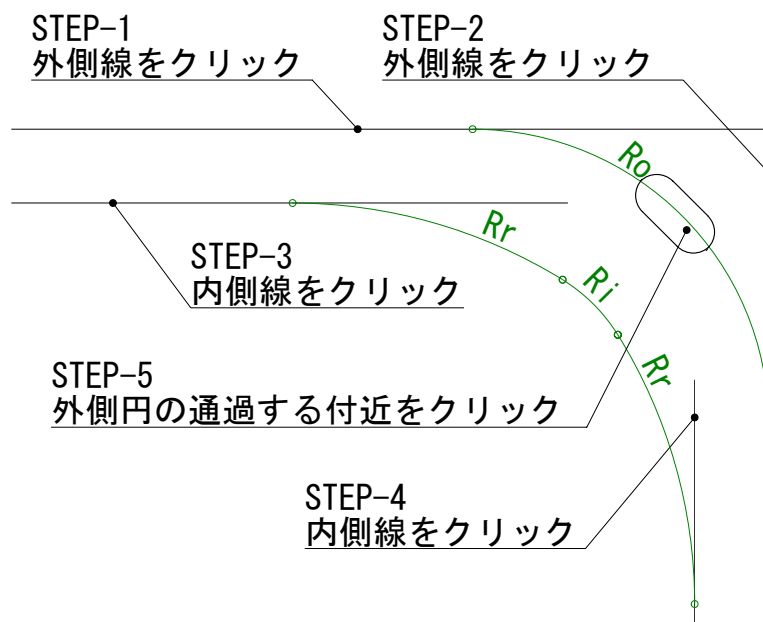 STEP-1
外側線をクリック
STEP-2
外側線をクリック
Ro
Rr
STEP-3
内側線をクリック
Ri
Rr
STEP-5
外側円の通過する付近をクリック
STEP-4
内側線をクリック